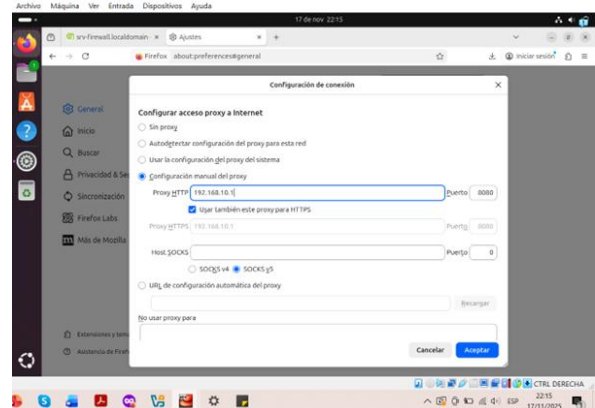 Archivo Máquina Ver Entrada Dispositivos Ayuda
17 de nov 22:15
srv-firewall.localdomain - × Ajustes × +
Firefox about:preferences#general Iniciar sesión
Configuración de conexión ×
General
Inicio
Buscar
Privacidad & Se
Sincronización
Firefox Labs
Más de Mozilla
Extensiones y tema
Asistencia de Firef
Configurar acceso proxy a Internet
Sin proxy
Autodetectar configuración del proxy para esta red
Usar la configuración del proxy del sistema
Configuración manual del proxy
Proxy HTTP 192.168.10.1 Puerto 8080
Usar también este proxy para HTTPS
Proxy HTTPS 192.168.10.1 Puerto 8080
Host SOCKS Puerto 0
SOCKS v4 SOCKS v5
URL de configuración automática del proxy
Recargar
No usar proxy para
Cancelar Aceptar
CTRL DERECHA
ESP 22:15
17/11/2025